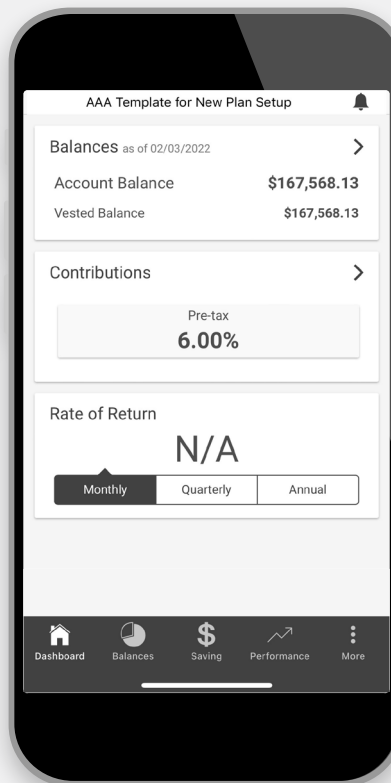 AAA Template for New Plan Setup
Balances as of 02/03/2022
Account Balance $167,568.13
Vested Balance $167,568.13
Contributions
Pre-tax
6.00%
Rate of Return
N/A
Monthly Quarterly Annual
Dashboard Balances Saving Performance More